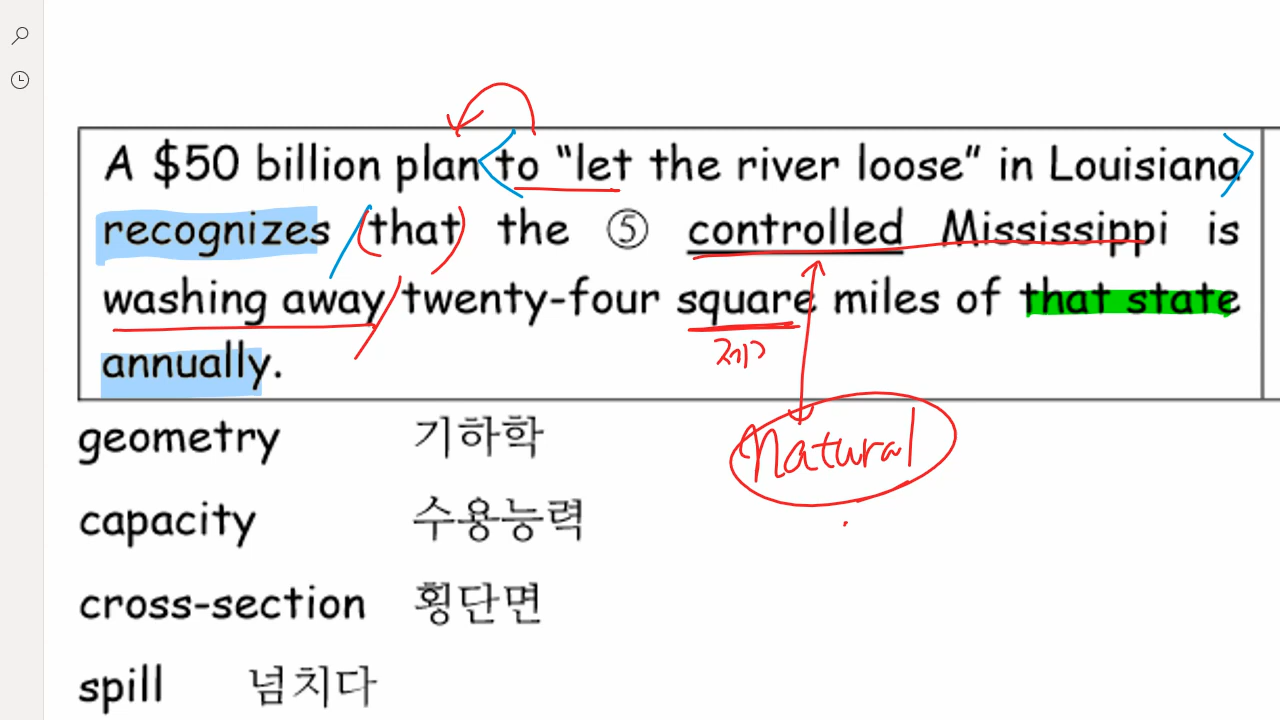 A $50 billion plan to “let the river loose” in Louisiana
recognizes that the ⑤ controlled Mississippi is
washing away twenty-four square miles of that state
annually.
제곱
natural
geometry 기하학
capacity 수용능력
cross-section 횡단면
spill 넘치다